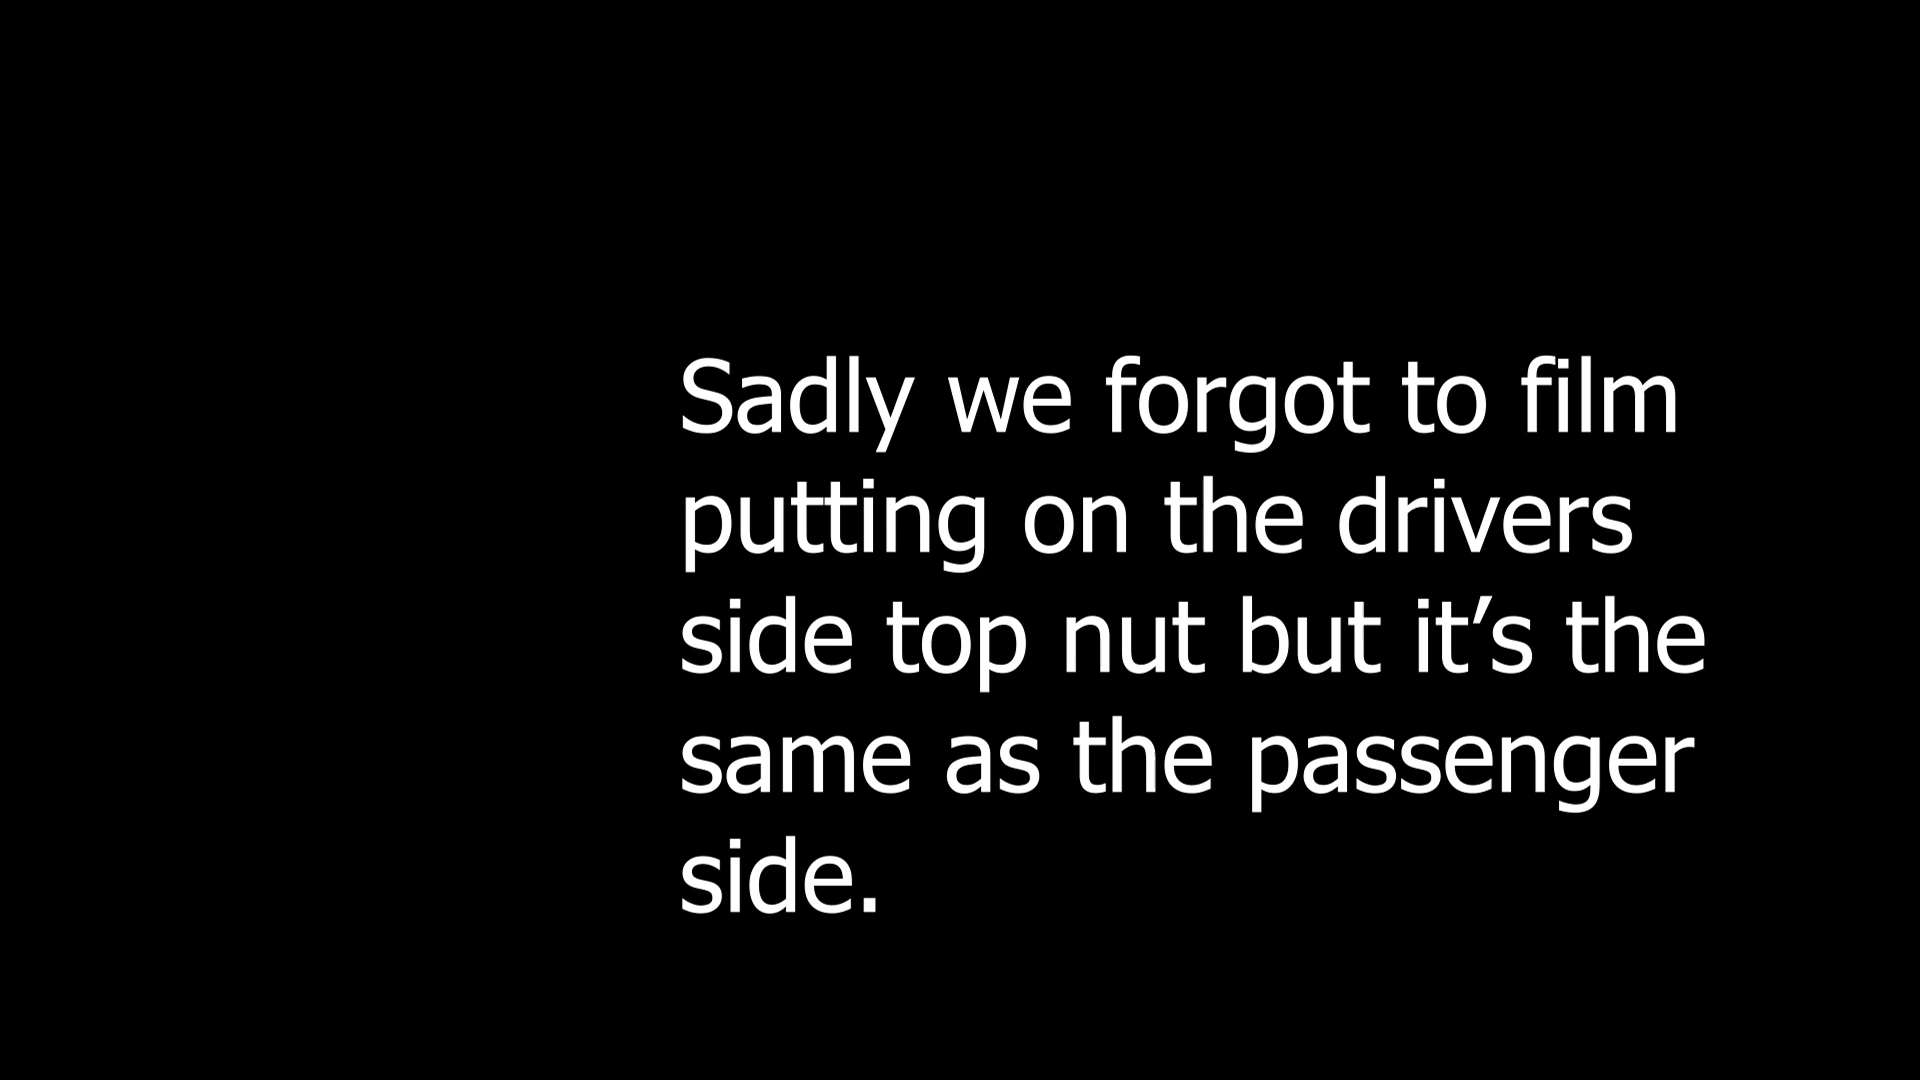 Sadly we forgot to film
putting on the drivers
side top nut but it’s the
same as the passenger
side.